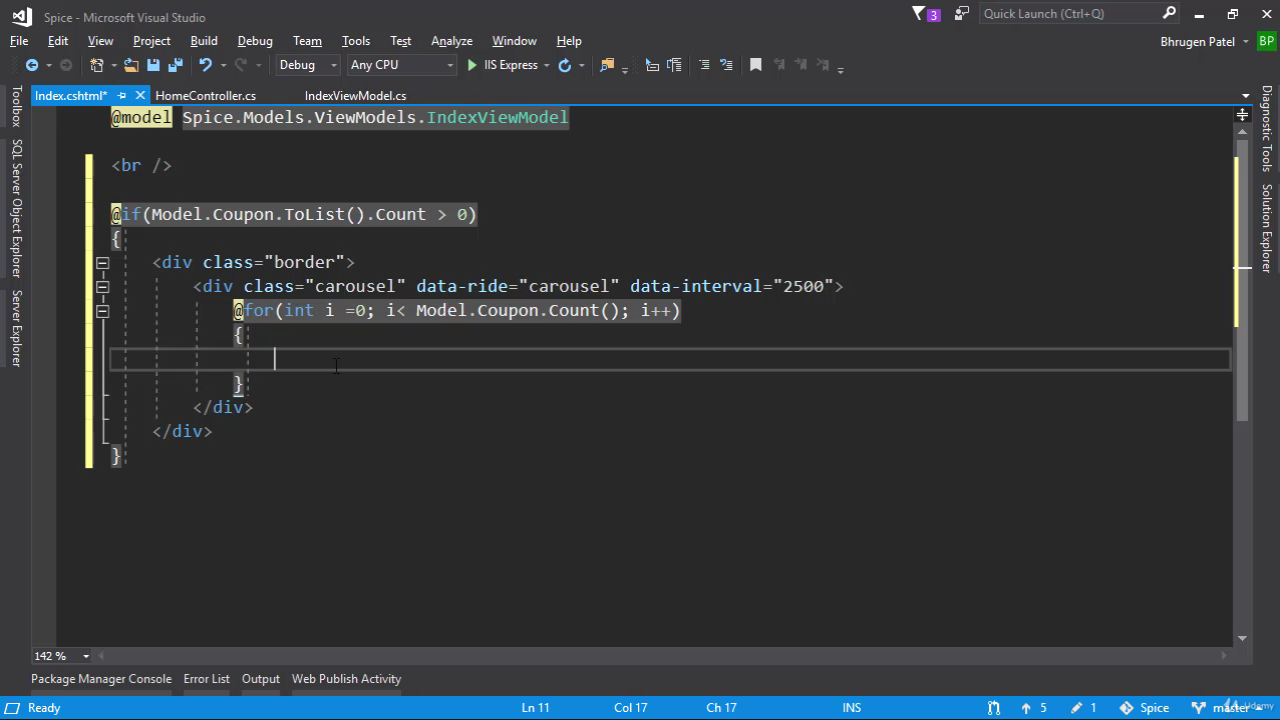 Spice - Microsoft Visual Studio
3
Quick Launch (Ctrl+Q)
File Edit View Project Build Debug Team Tools Test Analyze Window Help
Bhrugen Patel BP
Debug Any CPU IIS Express
Index.cshtml* HomeController.cs IndexViewModel.cs
Toolbox
SQL Server Object Explorer
Server Explorer
@model Spice.Models.ViewModels.IndexViewModel
<br />
@if(Model.Coupon.ToList().Count > 0)
{
<div class="border">
<div class="carousel" data-ride="carousel" data-interval="2500">
@for(int i =0; i< Model.Coupon.Count(); i++)
{
}
</div>
</div>
}
Diagnostic Tools
Solution Explorer
142 %
Package Manager Console Error List Output Web Publish Activity
Ready Ln 11 Col 17 Ch 17 INS 5 1 Spice master
Udemy